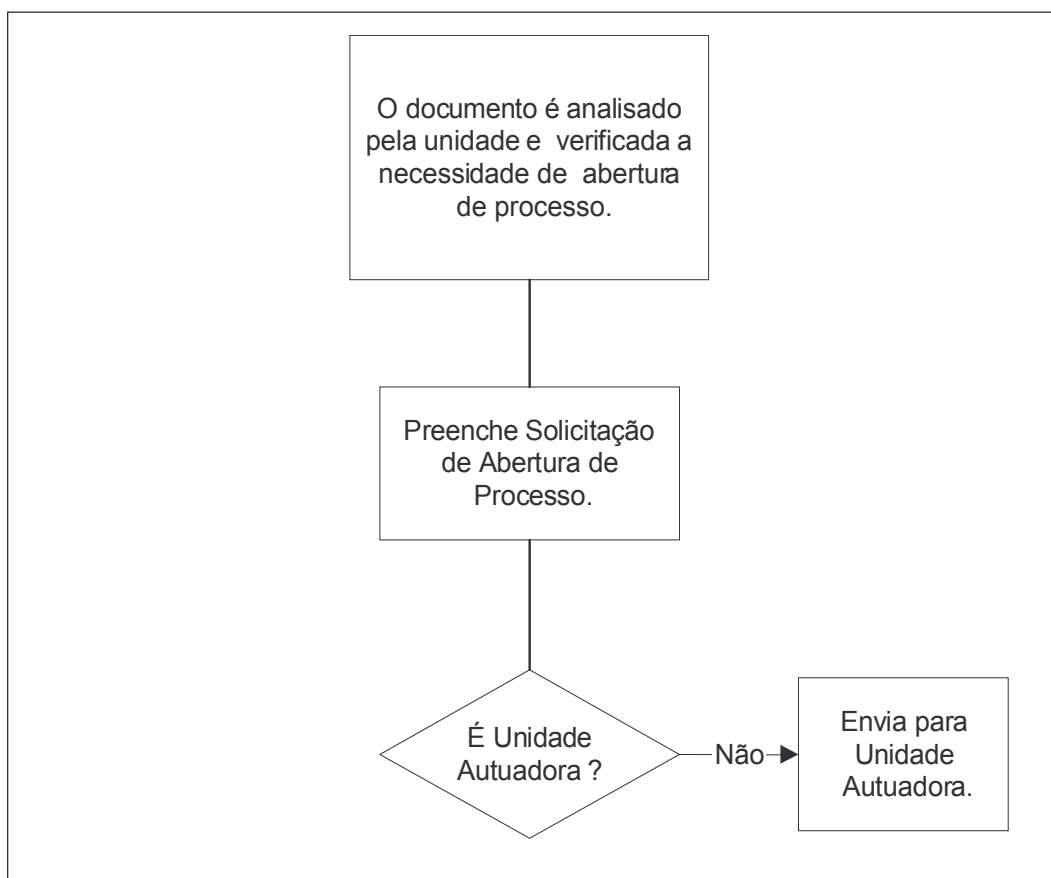 O documento é analisado
pela unidade e verificada a
necessidade de abertura
de processo.
Preenche Solicitação
de Abertura de
Processo.
É Unidade
Autuadora ?
Não
Envia para
Unidade
Autuadora.